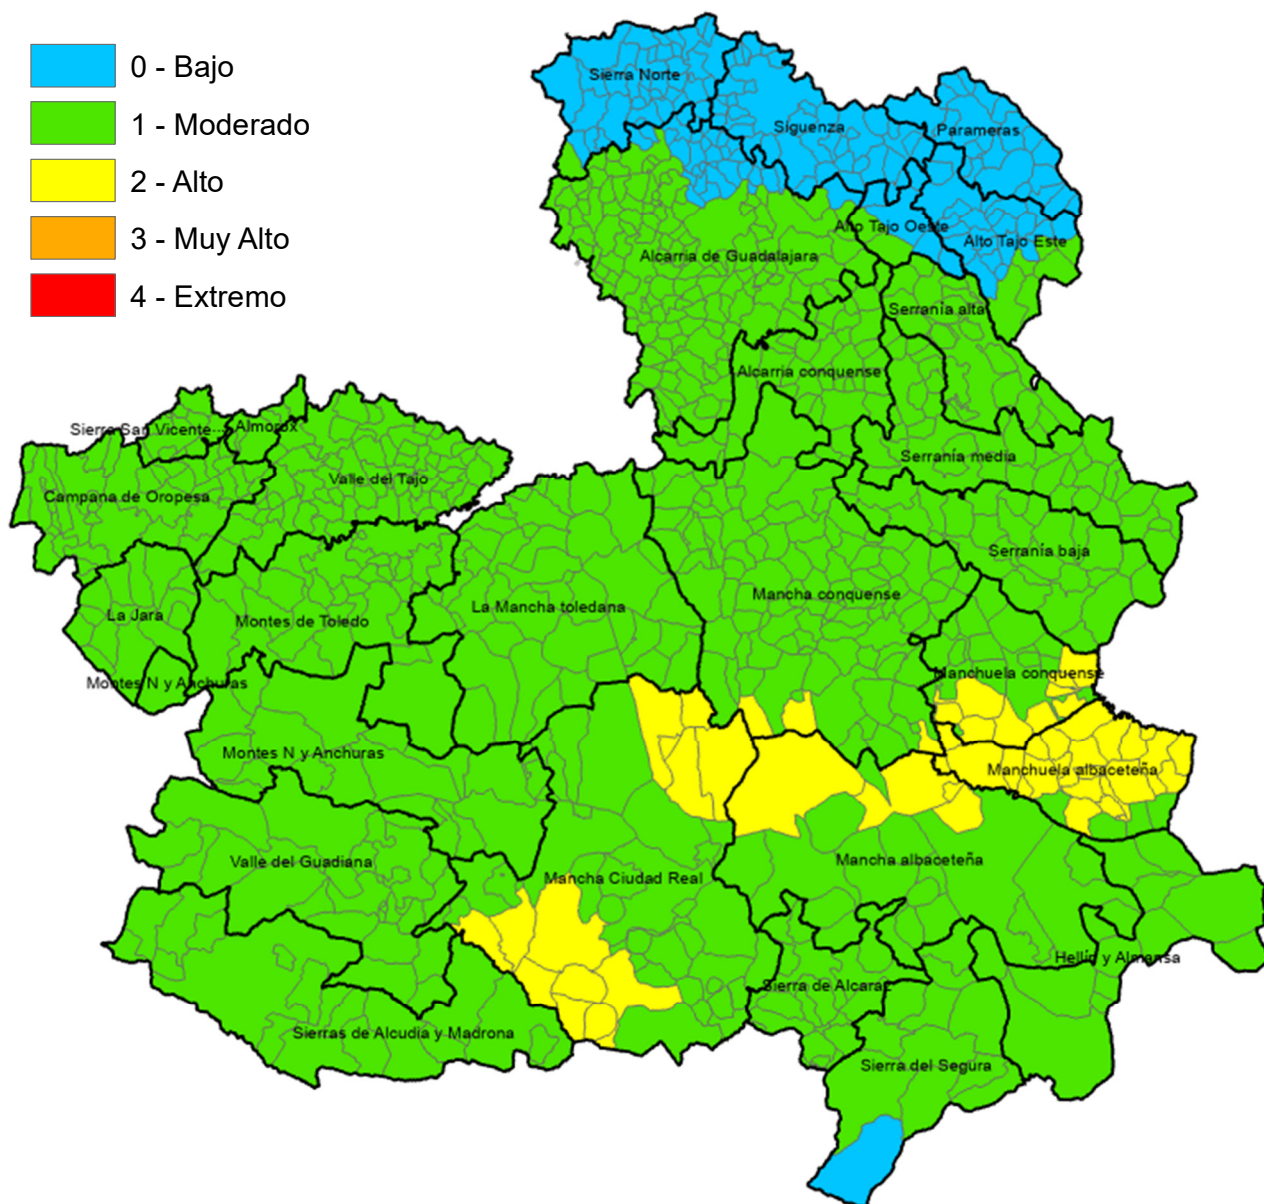 0 - Bajo
1 - Moderado
2 - Alto
3 - Muy Alto
4 - Extremo
Sierra Norte
Sigüenza
Parameras
Alto Tajo Oeste
Alto Tajo Este
Alcarria de Guadalajara
Serranía alta
Alcarria conquense
Sierra San Vicente
Almorox
Serranía media
Valle del Tajo
Campana de Oropesa
Serranía baja
Mancha conquense
La Mancha toledana
La Jara
Montes de Toledo
Manchuela conquense
Montes N y Anchuras
Montes N y Anchuras
Manchuela albaceteña
Valle del Guadiana
Mancha albaceteña
Mancha Ciudad Real
Hellín y Almansa
Sierra de Alcaraz
Sierras de Alcudia y Madrona
Sierra del Segura